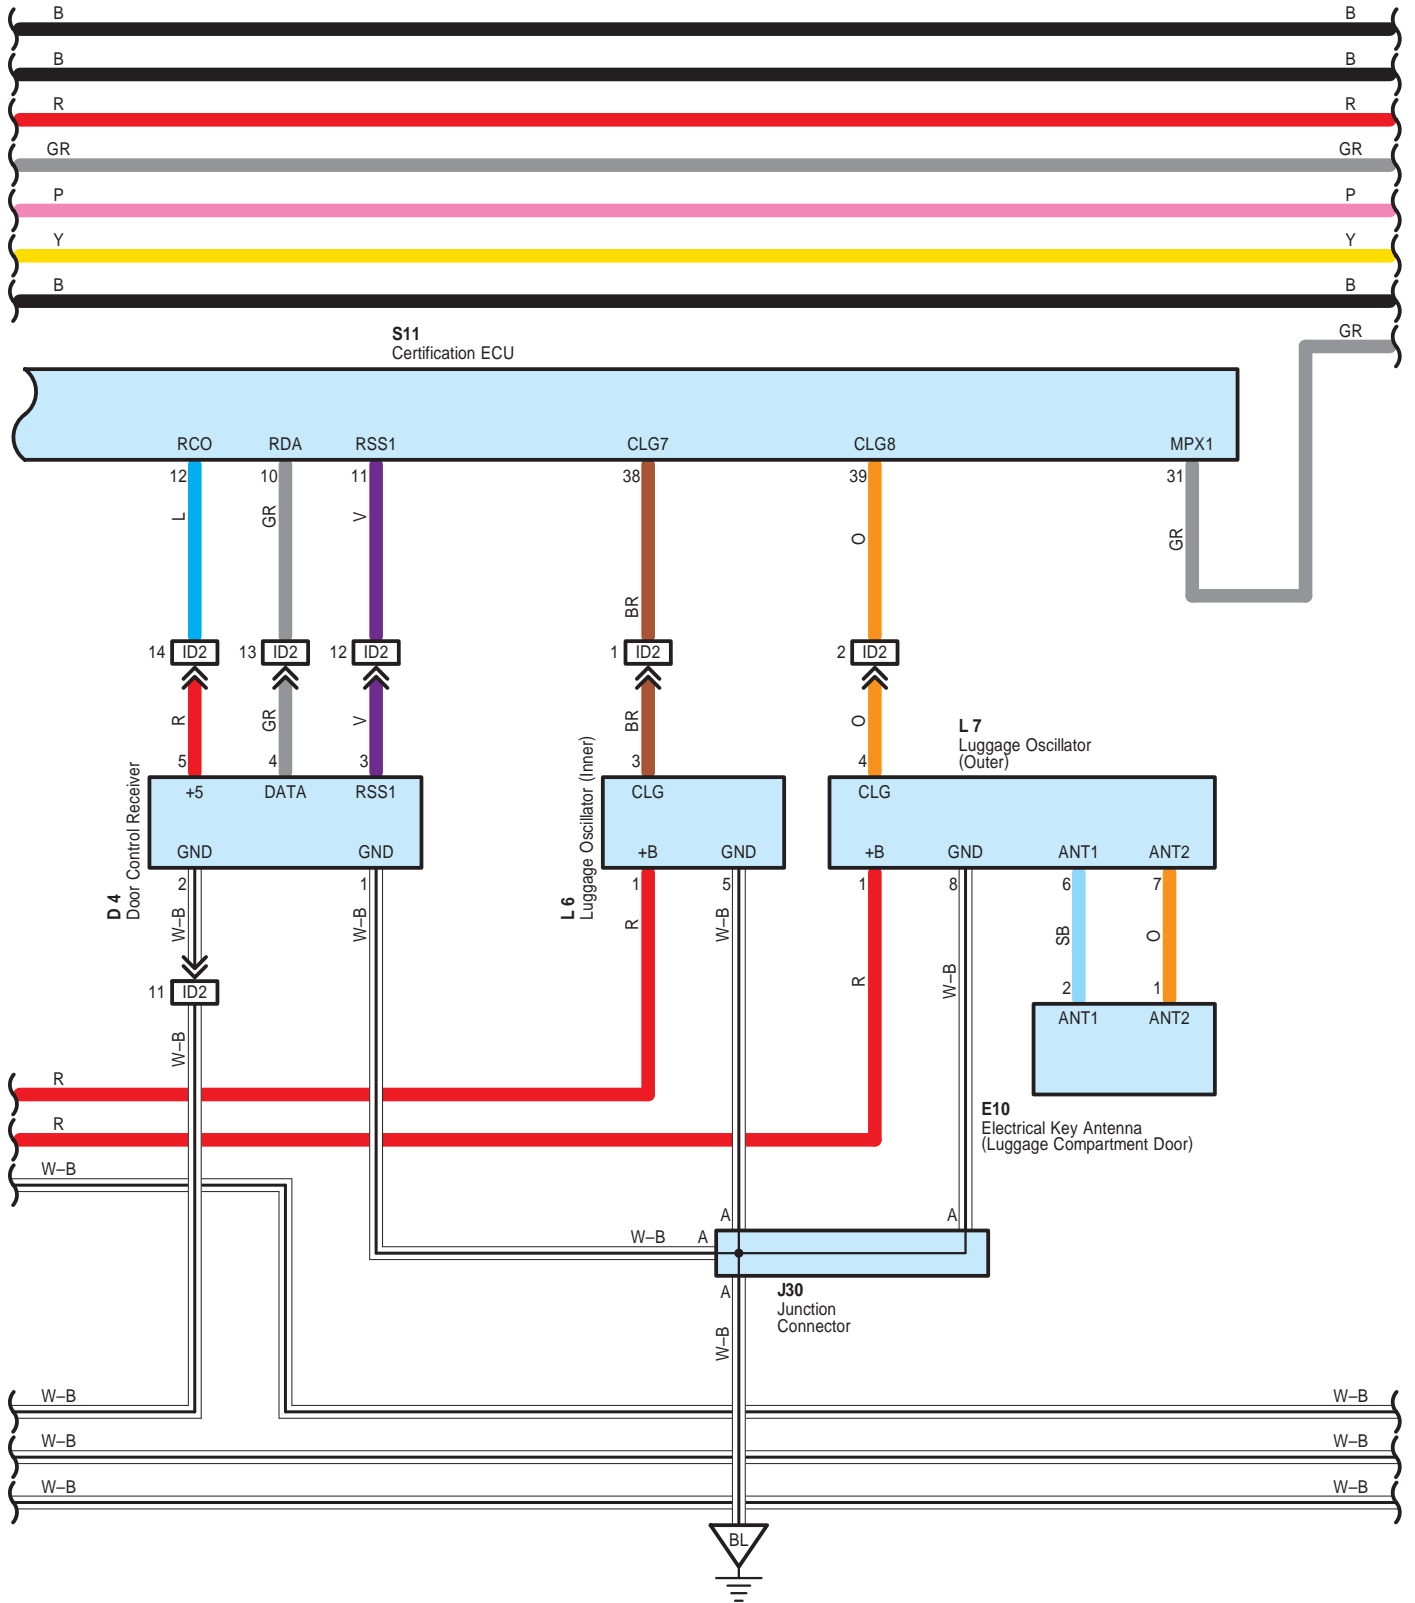 B B
B B
R R
GR GR
P P
Y Y
B B
GR
S11
Certification ECU
RCO RDA RSS1 CLG7 CLG8 MPX1
12 10 11 38 39 31
L GR V BR O GR
14 ID2 13 ID2 12 ID2 1 ID2 2 ID2
R GR V BR O
5 4 3 3 4
L 7
Luggage Oscillator
(Outer)
D 4
Door Control Receiver
+5 DATA RSS1
GND GND
L 6
Luggage Oscillator (Inner)
CLG
+B GND
CLG
+B GND ANT1 ANT2
2 1 1 5 1 8 6 7
W–B W–B R W–B R W–B SB O
11 ID2
W–B
2 1
ANT1 ANT2
E10
Electrical Key Antenna
(Luggage Compartment Door)
R
R
W–B
A A
W–B A
A
J30
Junction
Connector
W–B
W–B W–B
W–B W–B
W–B W–B
BL